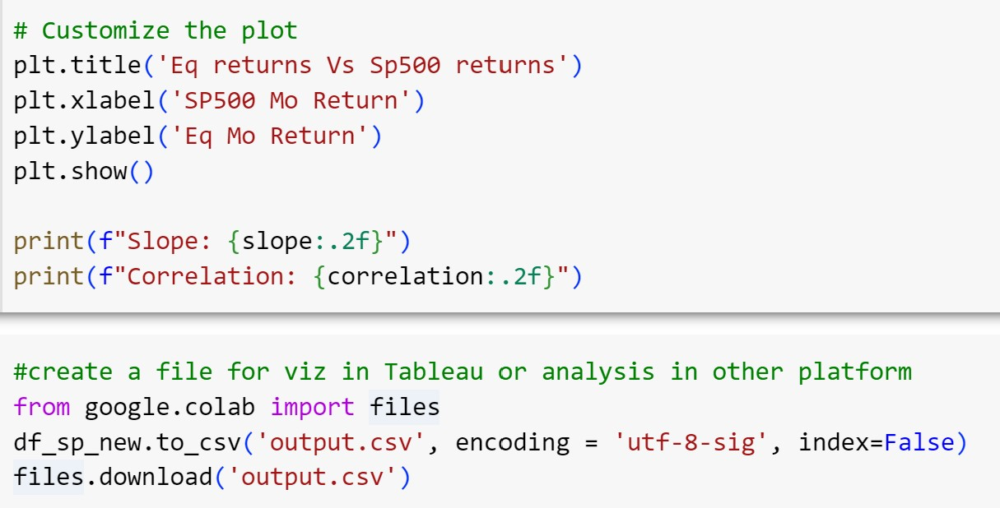 # Customize the plot
plt.title('Eq returns Vs Sp500 returns')
plt.xlabel('SP500 Mo Return')
plt.ylabel('Eq Mo Return')
plt.show()
print(f"Slope: {slope:.2f}")
print(f"Correlation: {correlation:.2f}")
#create a file for viz in Tableau or analysis in other platform
from google.colab import files
df_sp_new.to_csv('output.csv', encoding = 'utf-8-sig', index=False)
files.download('output.csv')